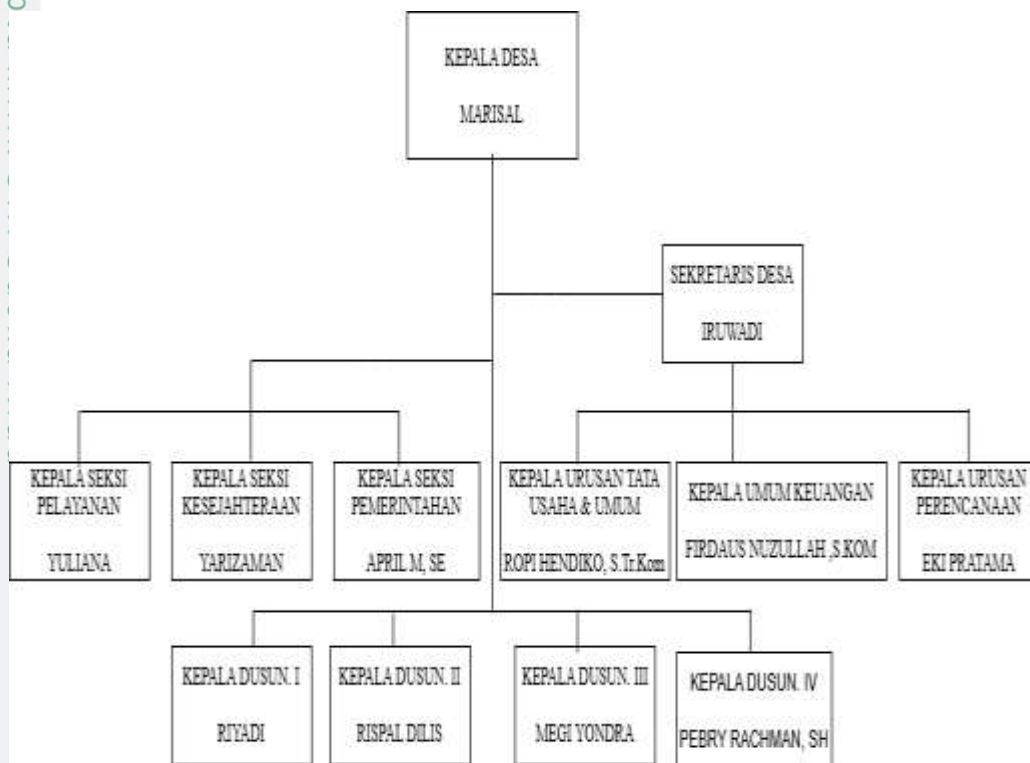 KEPALA DESA
MARISAL
SEKRETARIS DESA
IRUWADI
KEPALA SEKSI
PELAYANAN
YULIANA
KEPALA SEKSI
KESEJAHTERAAN
YARIZAMAN
KEPALA SEKSI
PEMERINTAHAN
APRIL M, SE
KEPALA URUSAN TATA
USAHA & UMUM
ROPI HENDIKO, S.Tr.Kom
KEPALA UMUM KEUANGAN
FIRDAUS NUZULLAH ,S.KOM
KEPALA URUSAN
PERENCANAAN
EKI PRATAMA
KEPALA DUSUN. I
RIYADI
KEPALA DUSUN. II
RISPAL DILIS
KEPALA DUSUN. III
MEGI YONDRA
KEPALA DUSUN. IV
PEBRY RACHMAN, SH